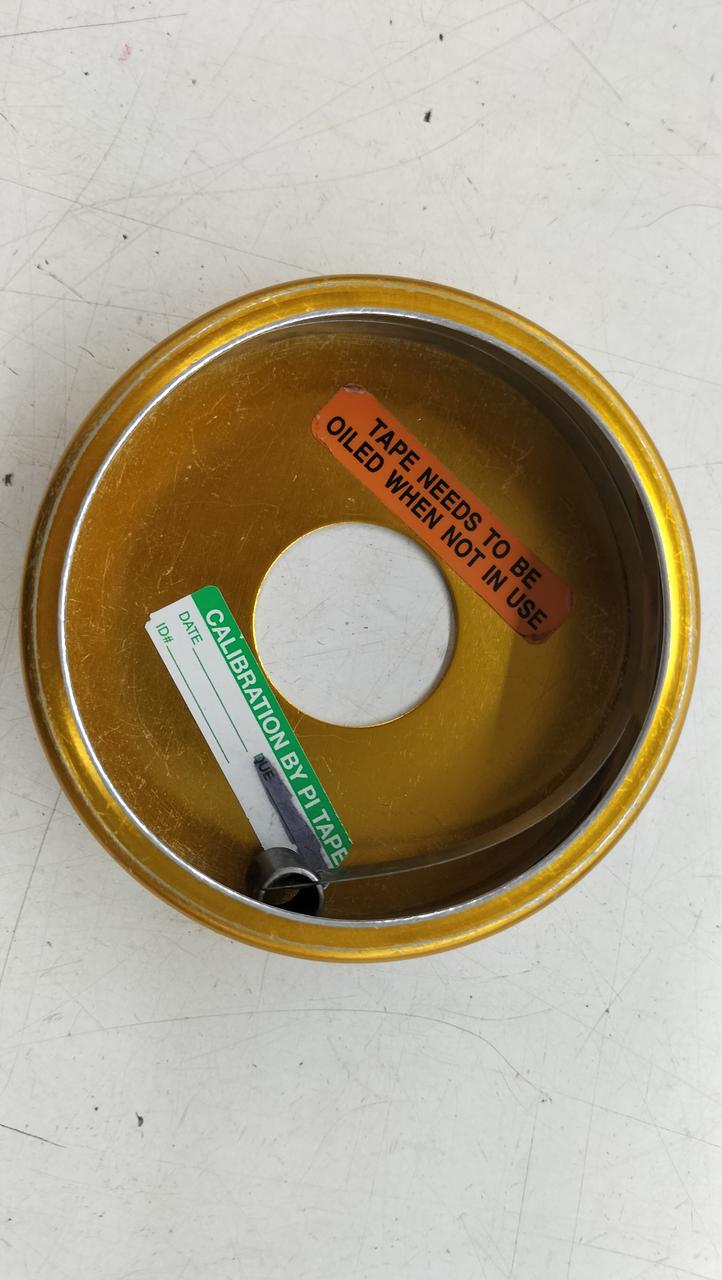 TAPE NEEDS TO BE
OILED WHEN NOT IN USE
CALIBRATION BY PI TAPE
DATE
DUE
ID#